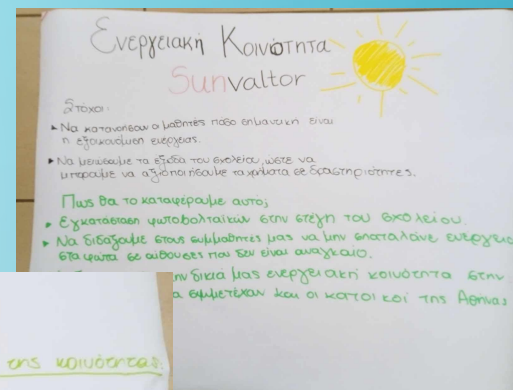 Ενεργειακή Κοινότητα
Sunvaltor
Στόχοι:
▸ Να κατανοήσουν οι μαθητές πόσο σημαντική είναι
η εξοικονόμηση ενέργειας.
▸ Να μειώσουμε τα έξοδα του σχολείου, ώστε να
μπορούμε να αξιοποιήσουμε τα χρήματα σε δραστηριότητες.
Πως θα το καταφέρουμε αυτό;
▸ Εγκατάσταση φωτοβολταϊκών στην στέγη του σχολείου.
▸ Να διδάξουμε στους συμμαθητές μας να μην σπαταλάνε ενέργεια
στα φώτα σε αίθουσες που δεν είναι αναγκαίο.
την δικιά μας ενεργειακή κοινότητα στην
συμμετέχουν και οι κάτοικοί της Αθήνας
της κοινότητας: